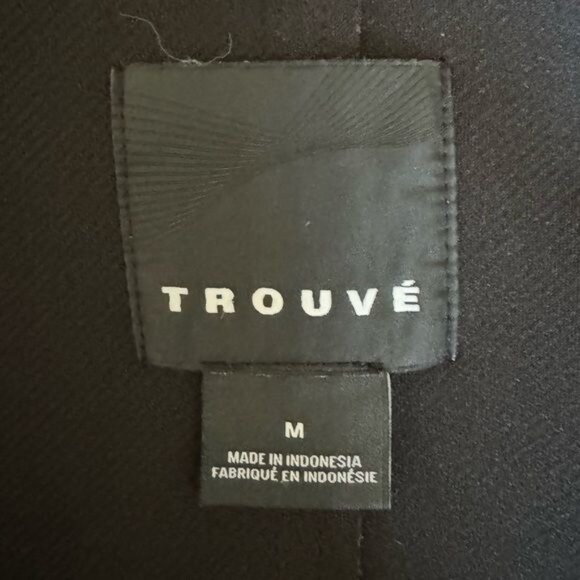 TROUVÉ
M
MADE IN INDONESIA
FABRIQUÉ EN INDONÉSIE